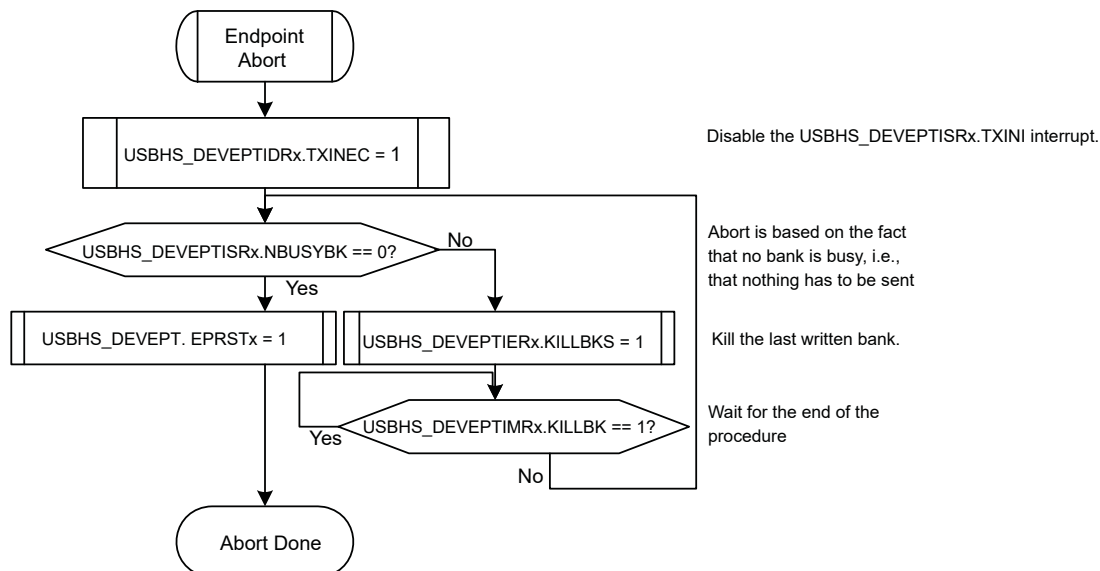 Endpoint
Abort
USBHS_DEVEPTIDRx.TXINEC = 1
Disable the USBHS_DEVEPTISRx.TXINI interrupt.
USBHS_DEVEPTISRx.NBUSYBK == 0?
No
Yes
Abort is based on the fact
that no bank is busy, i.e.,
that nothing has to be sent
USBHS_DEVEPT. EPRSTx = 1
USBHS_DEVEPTIERx.KILLBKS = 1
Kill the last written bank.
USBHS_DEVEPTIMRx.KILLBK == 1?
Yes
No
Wait for the end of the
procedure
Abort Done